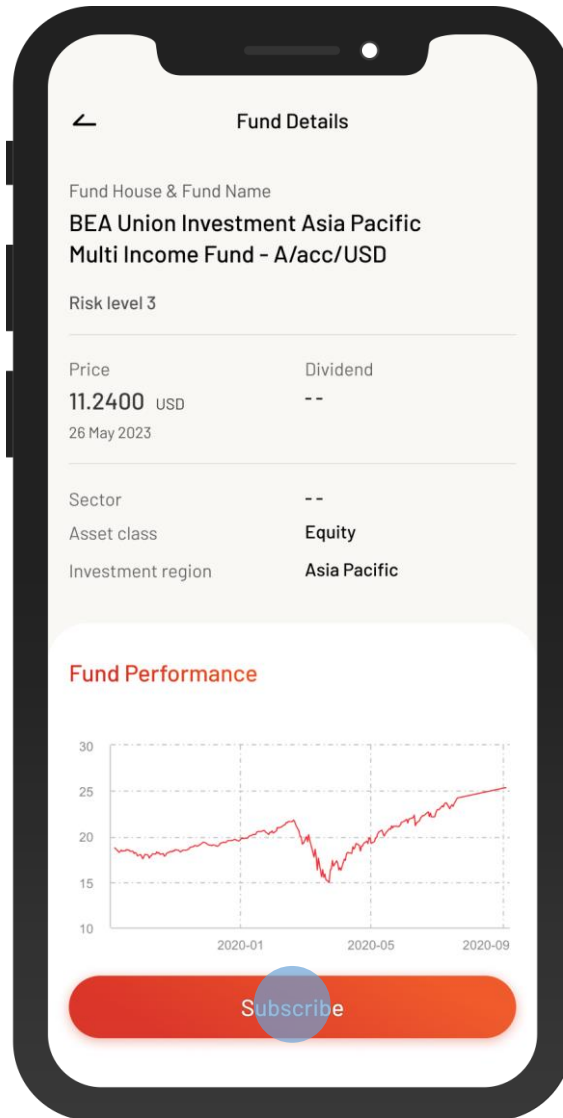 Fund Details
Fund House & Fund Name
BEA Union Investment Asia Pacific
Multi Income Fund - A/acc/USD
Risk level 3
Price
Dividend
11.2400 USD
--
26 May 2023
Sector
--
Asset class
Equity
Investment region
Asia Pacific
Fund Performance
30
25
20
15
10
2020-01
2020-05
2020-09
Subscribe